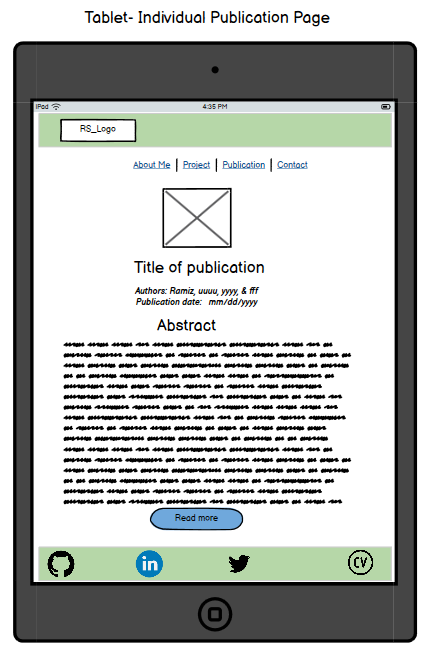 Tablet- Individual Publication Page
iPad 4:35 PM
RS_Logo
About Me | Project | Publication | Contact
Title of publication
Authors: Ramiz, uuuu, yyyy, & fff
Publication date: mm/dd/yyyy
Abstract
Read more
in CV